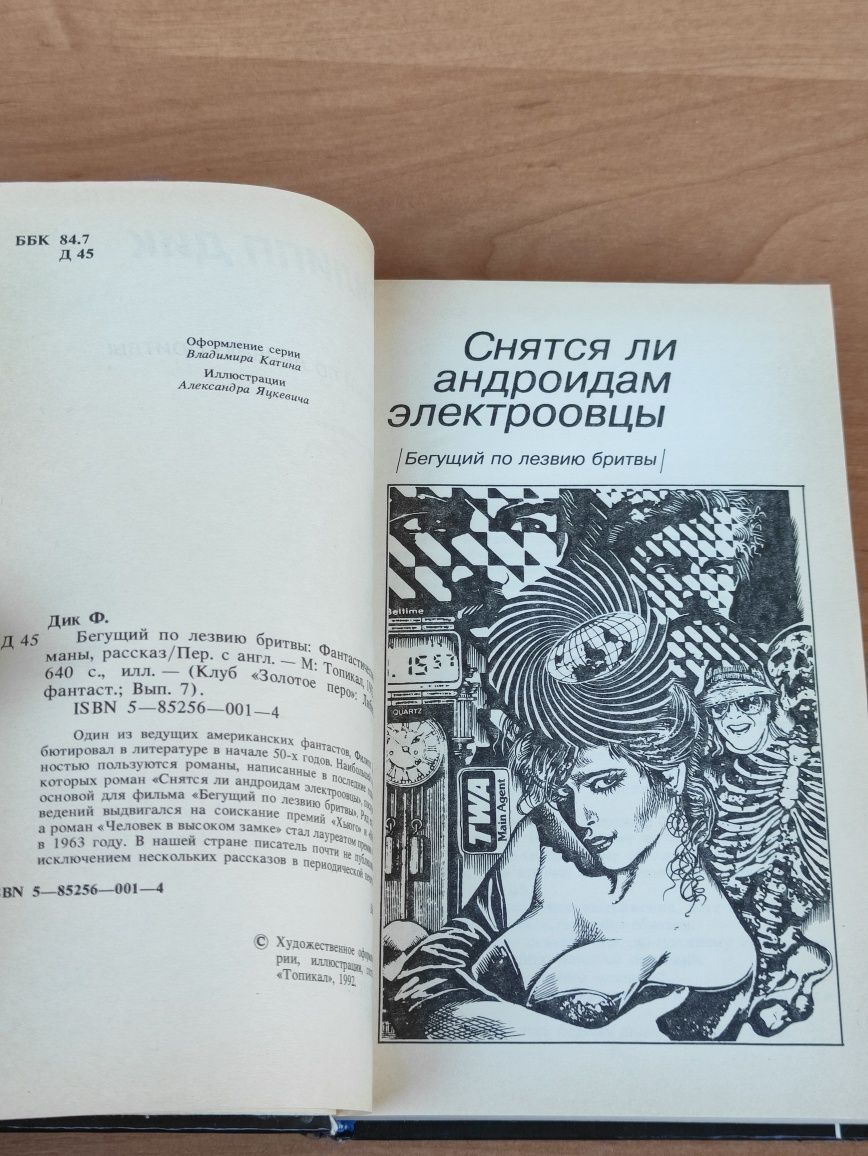 ББК 84.7
Д 45
Оформление серии
Владимира Катина
Иллюстрации
Александра Яцкевича
Дик Ф.
Д 45 Бегущий по лезвию бритвы:
маны, рассказ/Пер. с англ. — М: Топикал,
640 с., илл. — (Клуб «Золотое перо»:
фантаст.; Вып. 7).
ISBN 5—85256—001—4
Один из ведущих американских фантастов,
бютировал в литературе в начале 50-х годов.
ностью пользуются романы, написанные в последние
которых роман «Снятся ли андроидам электроовцы»
основой для фильма «Бегущий по лезвию бритвы».
ведений выдвигался на соискание премий «Хьюго» и
а роман «Человек в высоком замке» стал лауреатом
в 1963 году. В нашей стране писатель почти не
исключением нескольких рассказов в периодической
BN 5—85256—001—4
© Художественное
рии, иллюстрации,
«Топикал», 1992.
Снятся ли
андроидам
электроовцы
/Бегущий по лезвию бритвы/
QUARTZ
TWA
Main Agent